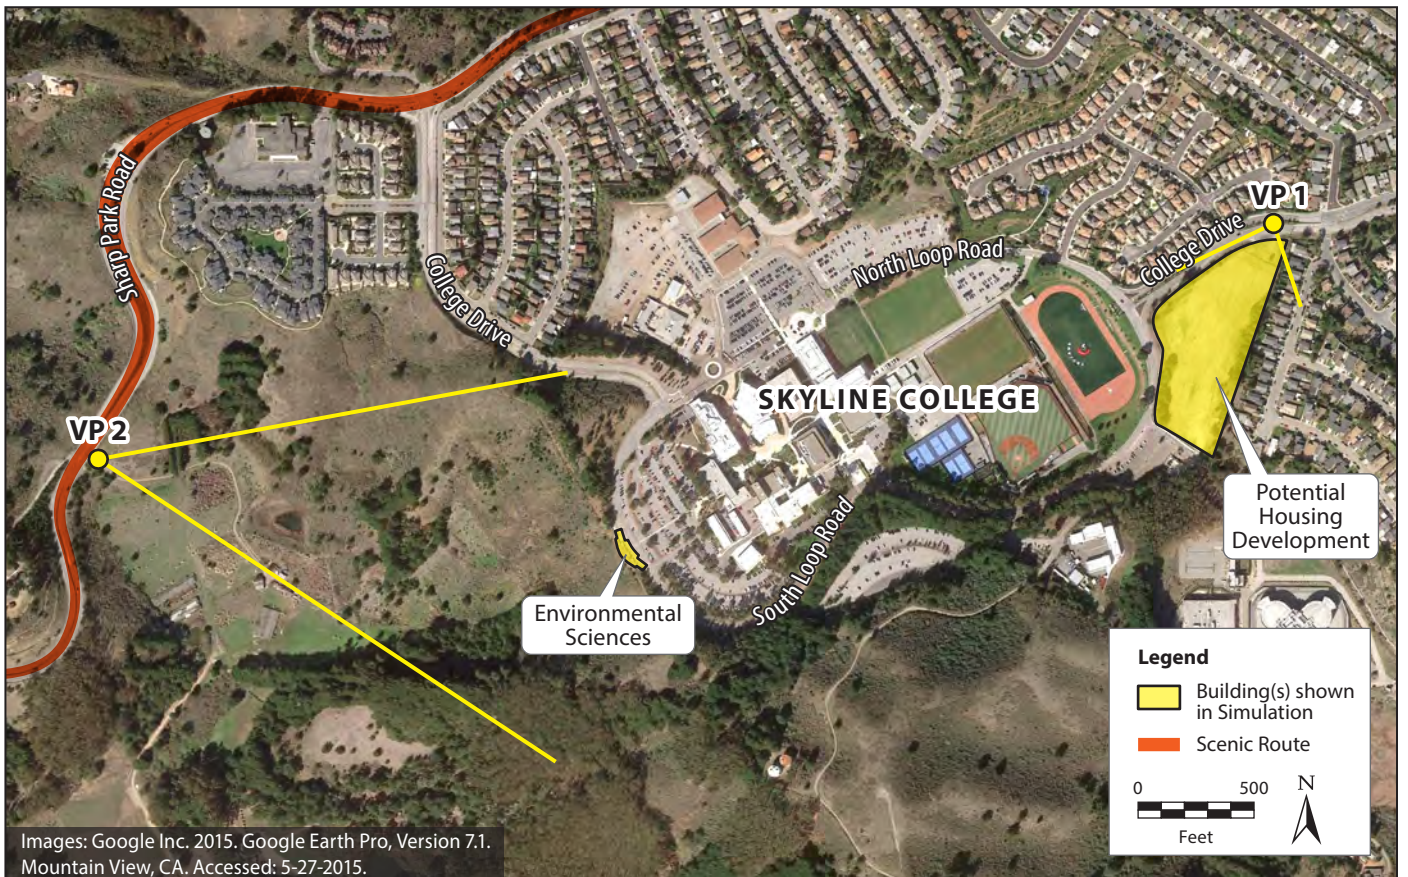 VP 1
Sharp Park Road
College Drive
North Loop Road
College Drive
SKYLINE COLLEGE
VP 2
Potential
Housing
Development
South Loop Road
Environmental
Sciences
Legend
Building(s) shown
in Simulation
Scenic Route
0 500
N
Feet
Images: Google Inc. 2015. Google Earth Pro, Version 7.1.
Mountain View, CA. Accessed: 5-27-2015.